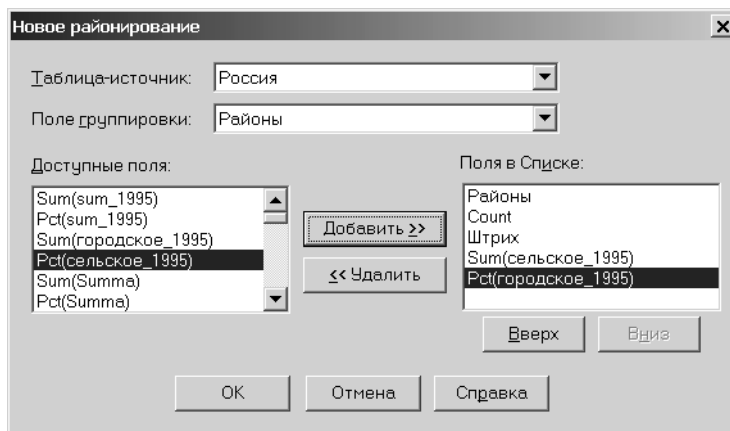 Новое районирование
Таблица-источник: Россия
Поле группировки: Районы
Доступные поля:
Sum(sum_1995)
Pct(sum_1995)
Sum(городское_1995)
Pct(сельское_1995)
Sum(Summa)
Pct(Summa)
Добавить >>
<< Удалить
Поля в Списке:
Районы
Count
Штрих
Sum(сельское_1995)
Pct(городское_1995)
Вверх
Вниз
OK
Отмена
Справка